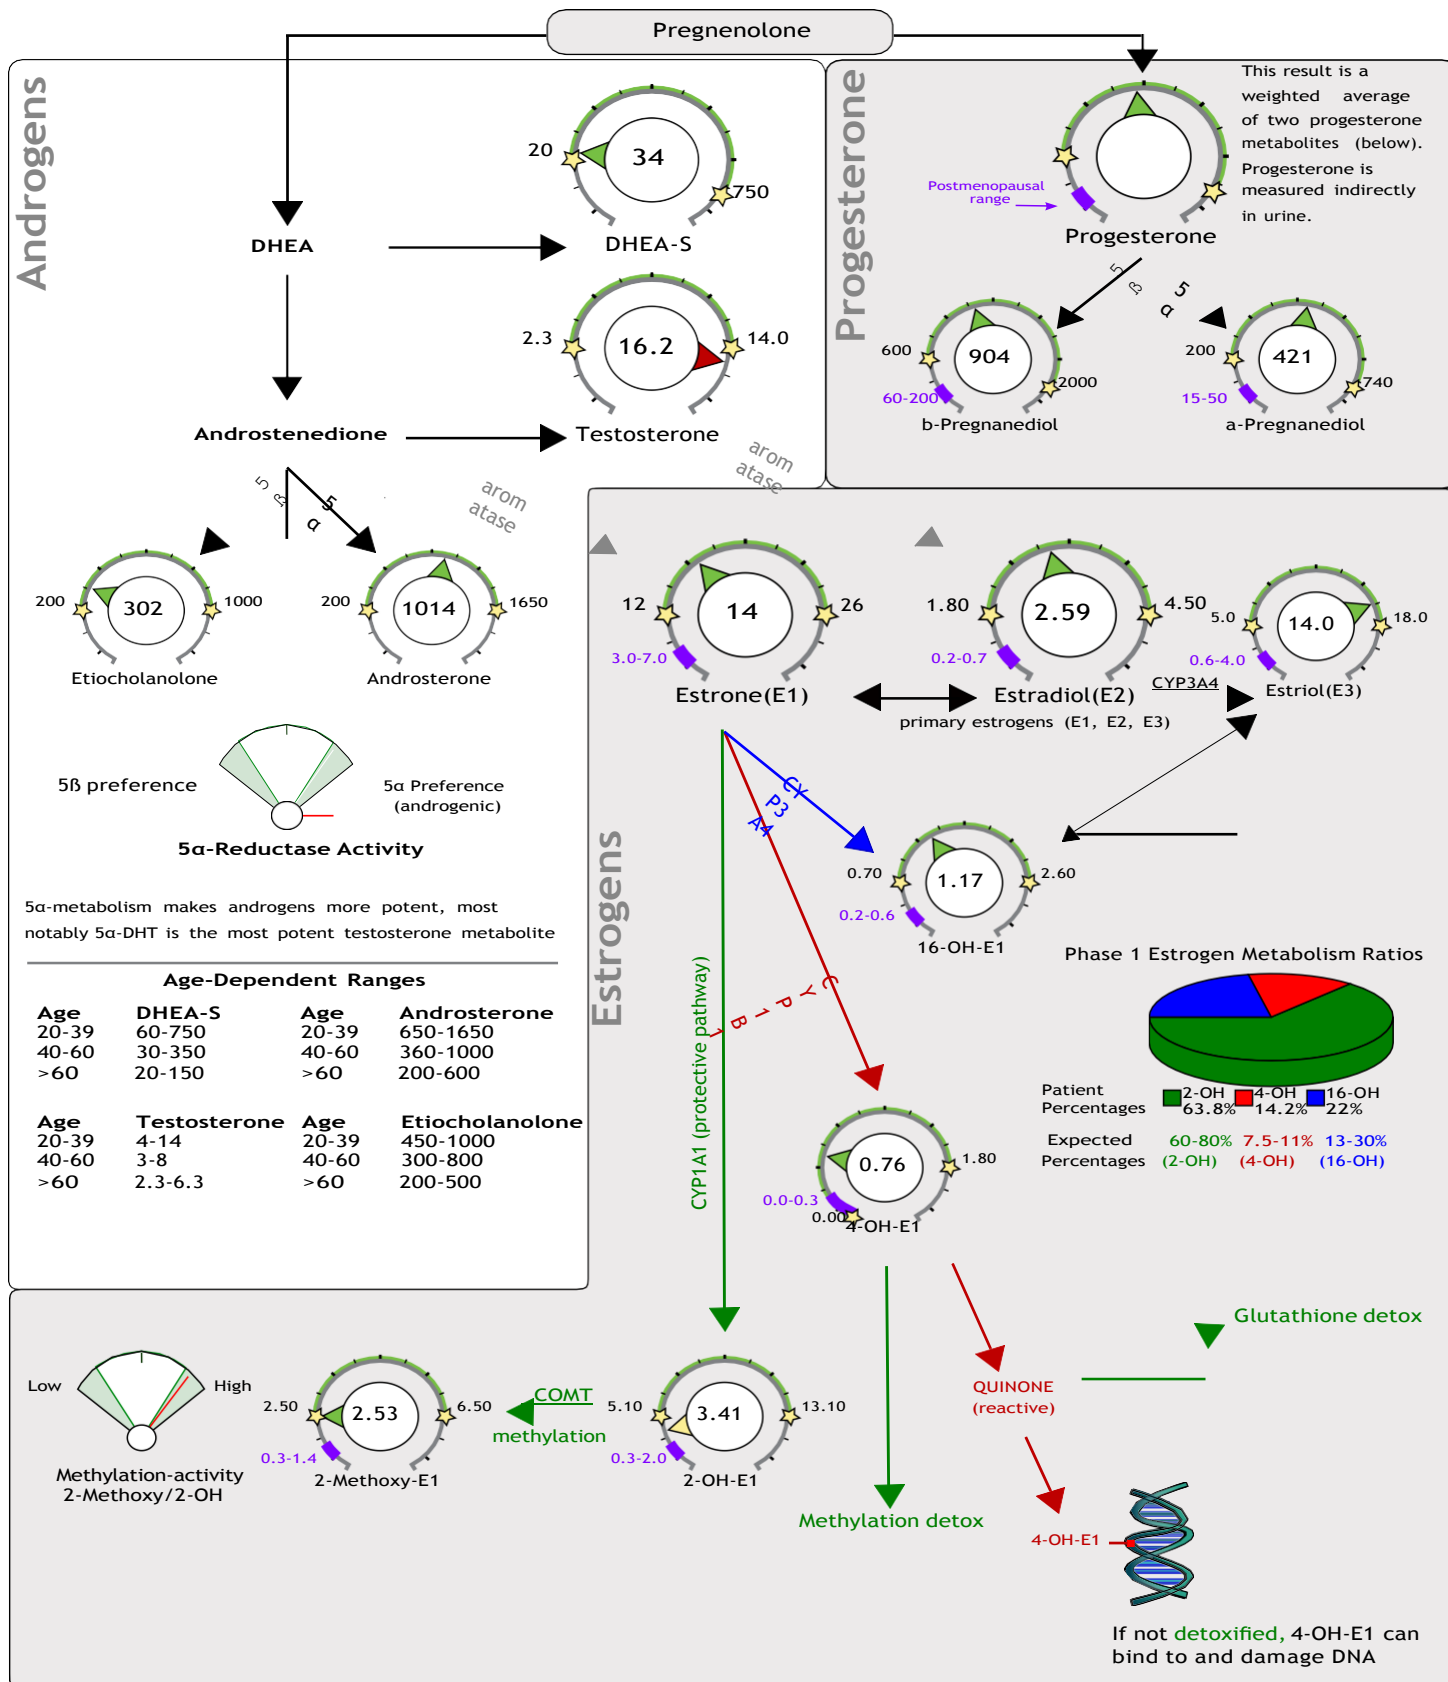 Pregnenolone
Androgens
20
34
750
DHEA-S
DHEA
2.3
16.2
14.0
Testosterone
Androstenedione
5
ß
5
α
arom
atase
arom
atase
200
302
1000
Etiocholanolone
200
1014
1650
Androsterone
5ß preference
5α Preference
(androgenic)
5α-Reductase Activity
5α-metabolism makes androgens more potent, most
notably 5α-DHT is the most potent testosterone metabolite
Age-Dependent Ranges
Age DHEA-S Age Androsterone
20-39 60-750 20-39 650-1650
40-60 30-350 40-60 360-1000
>60 20-150 >60 200-600
Age Testosterone Age Etiocholanolone
20-39 4-14 20-39 450-1000
40-60 3-8 40-60 300-800
>60 2.3-6.3 >60 200-500
Progesterone
This result is a
weighted average
of two progesterone
metabolites (below).
Progesterone is
measured indirectly
in urine.
Postmenopausal
range
Progesterone
5
ß
5
α
600
904
2000
60-200
b-Pregnanediol
200
421
740
15-50
a-Pregnanediol
Estrogens
12
14
26
3.0-7.0
Estrone(E1)
1.80
2.59
4.50
0.2-0.7
Estradiol(E2)
5.0
14.0
18.0
0.6-4.0
Estriol(E3)
CYP3A4
primary estrogens (E1, E2, E3)
CY
P3
A4
0.70
1.17
2.60
0.2-0.6
16-OH-E1
CYP1A1 (protective pathway)
C
Y
P
1
B
1
Phase 1 Estrogen Metabolism Ratios
Patient
Percentages
2-OH 4-OH 16-OH
63.8% 14.2% 22%
Expected 60-80% 7.5-11% 13-30%
Percentages (2-OH) (4-OH) (16-OH)
0.76
1.80
0.0-0.3
0.00
4-OH-E1
Glutathione detox
QUINONE
(reactive)
Low
High
Methylation-activity
2-Methoxy/2-OH
2.50
2.53
6.50
0.3-1.4
2-Methoxy-E1
COMT
methylation
5.10
3.41
13.10
0.3-2.0
2-OH-E1
Methylation detox
4-OH-E1
If not detoxified, 4-OH-E1 can
bind to and damage DNA